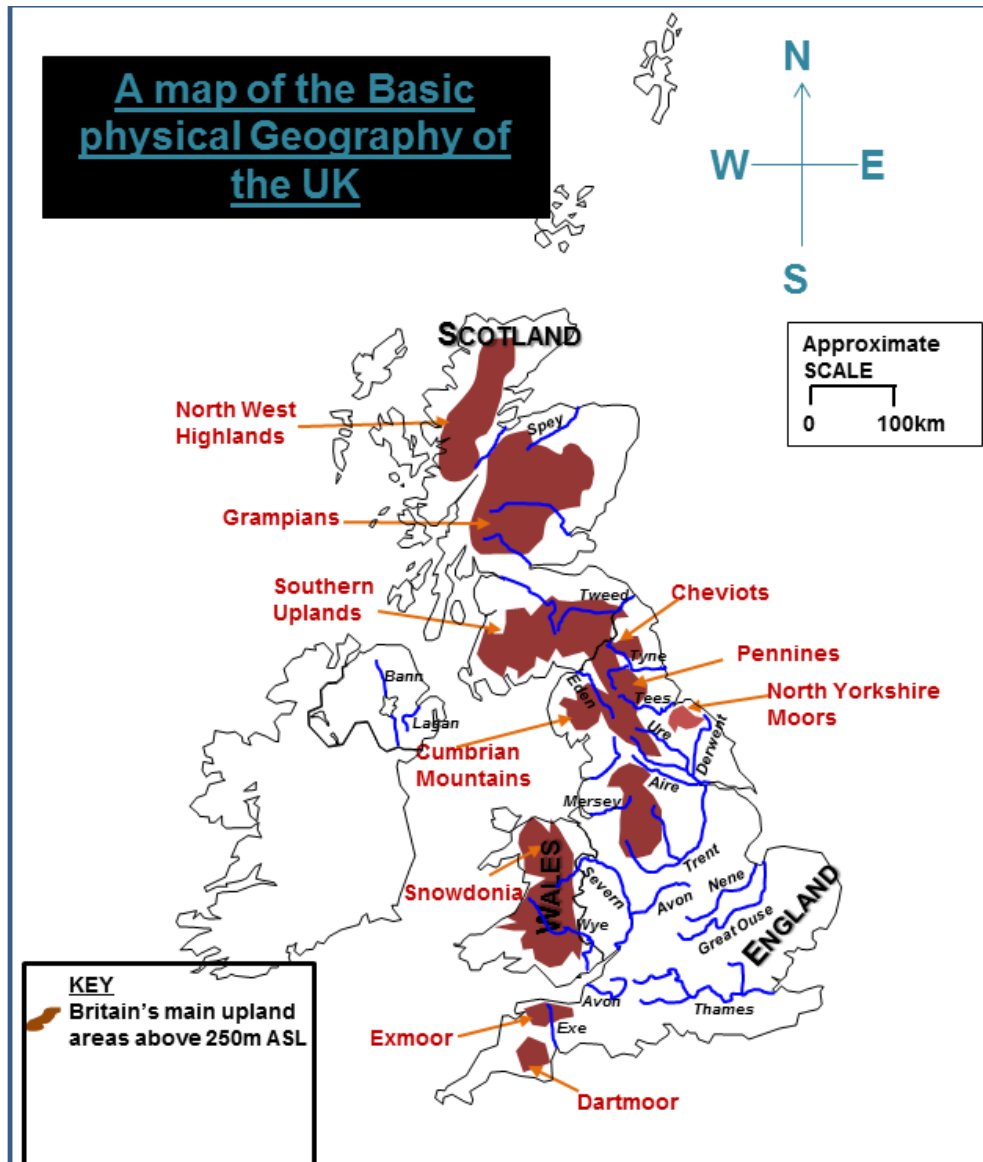 A map of the Basic
physical Geography of
the UK
N
W
E
S
Approximate
SCALE
0 100km
SCOTLAND
North West
Highlands
Spey
Grampians
Southern
Uplands
Tweed
Cheviots
Tyne
Pennines
Bann
Lagan
Eden
Tees
North Yorkshire
Moors
Cumbrian
Mountains
Ure
Derwent
Aire
Mersey
Trent
WALES
Snowdonia
Severn
Avon
Nene
Great Ouse
ENGLAND
Wye
KEY
Britain's main upland
areas above 250m ASL
Avon
Thames
Exmoor
Exe
Dartmoor